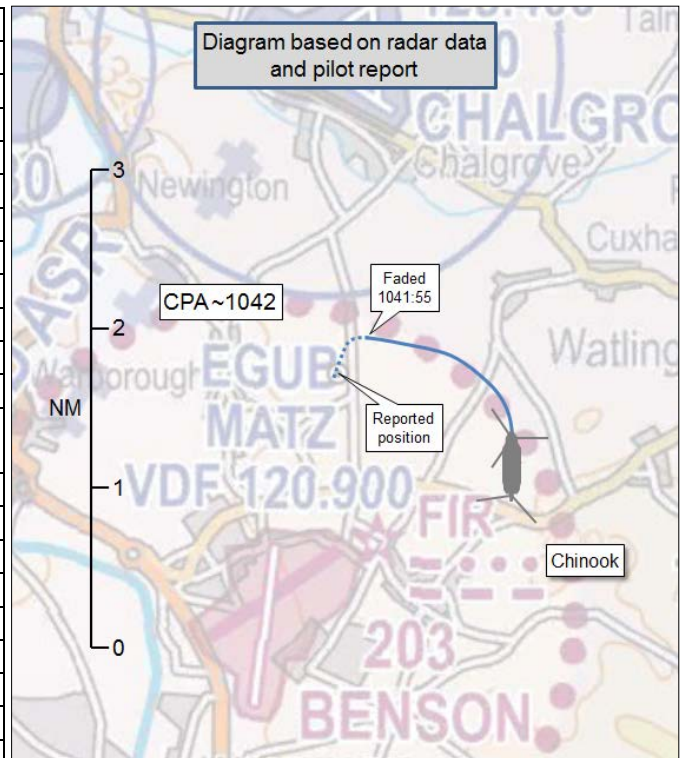 Diagram based on radar data
and pilot report
CHALGRO
Chalgrove
Newington
Cuxha
3
Faded
1041:55
CPA ~1042
2
Watling
EGUB
NM
MATZ
Reported
position
VDF 120.900
1
FIR
Chinook
0
203
BENSON